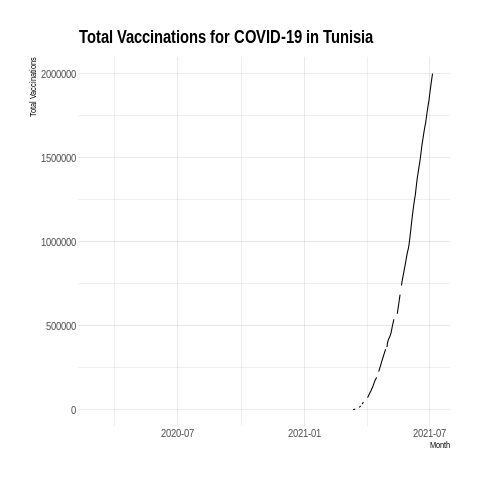 Total Vaccinations for COVID-19 in Tunisia
Total Vaccinations
2000000
1500000
1000000
500000
0
2020-07 2021-01 2021-07
Month